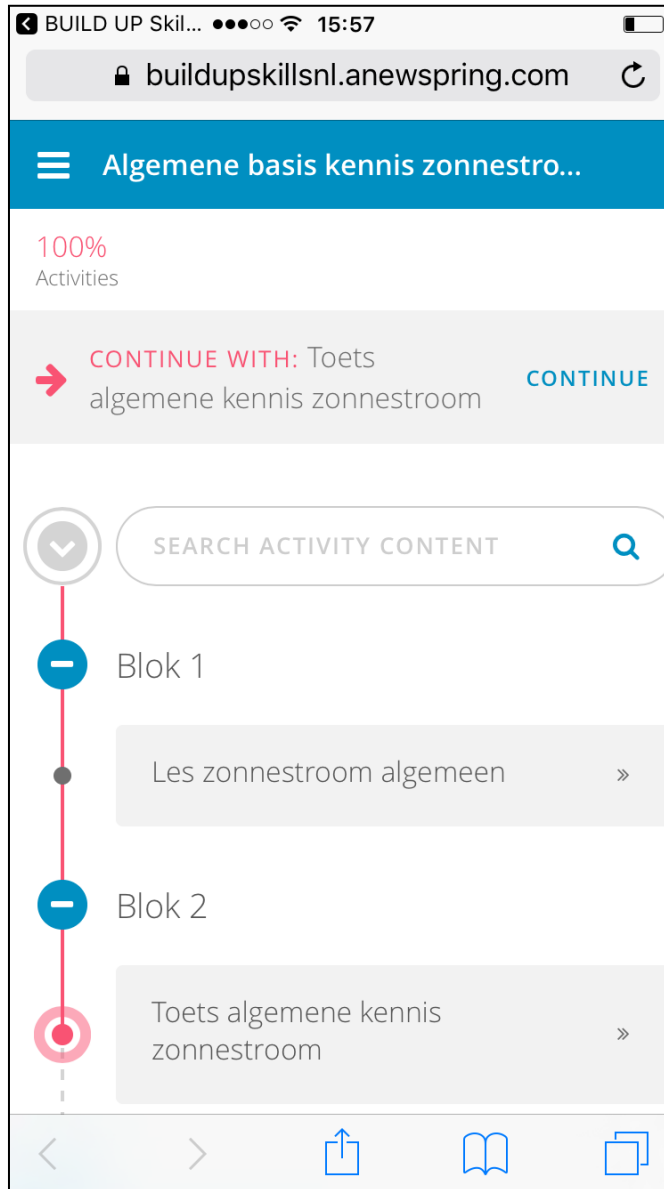 BUILD UP Skil... 15:57
buildupskillsnl.anewspring.com
Algemene basis kennis zonnestro...
100%
Activities
CONTINUE WITH: Toets
algemene kennis zonnestroom
CONTINUE
SEARCH ACTIVITY CONTENT
Blok 1
Les zonnestroom algemeen
Blok 2
Toets algemene kennis
zonnestroom